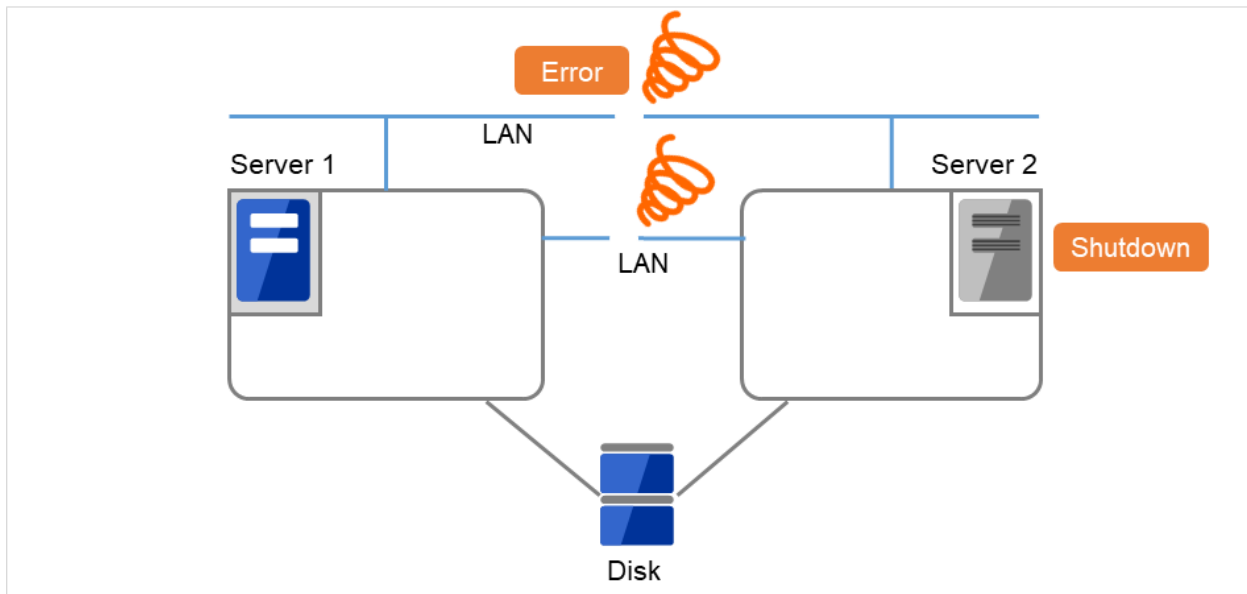 Error
LAN
Server 1
Server 2
LAN
Shutdown
Disk